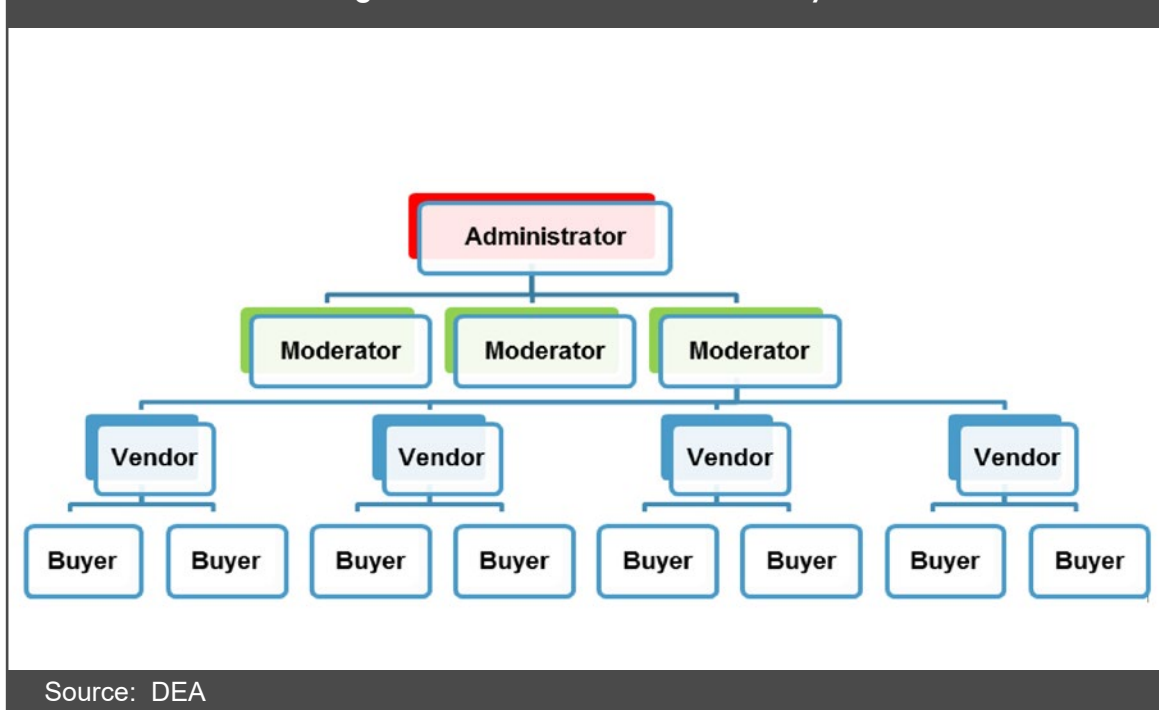 Administrator
Moderator Moderator Moderator
Vendor Vendor Vendor Vendor
Buyer Buyer Buyer Buyer Buyer Buyer Buyer Buyer
Source: DEA